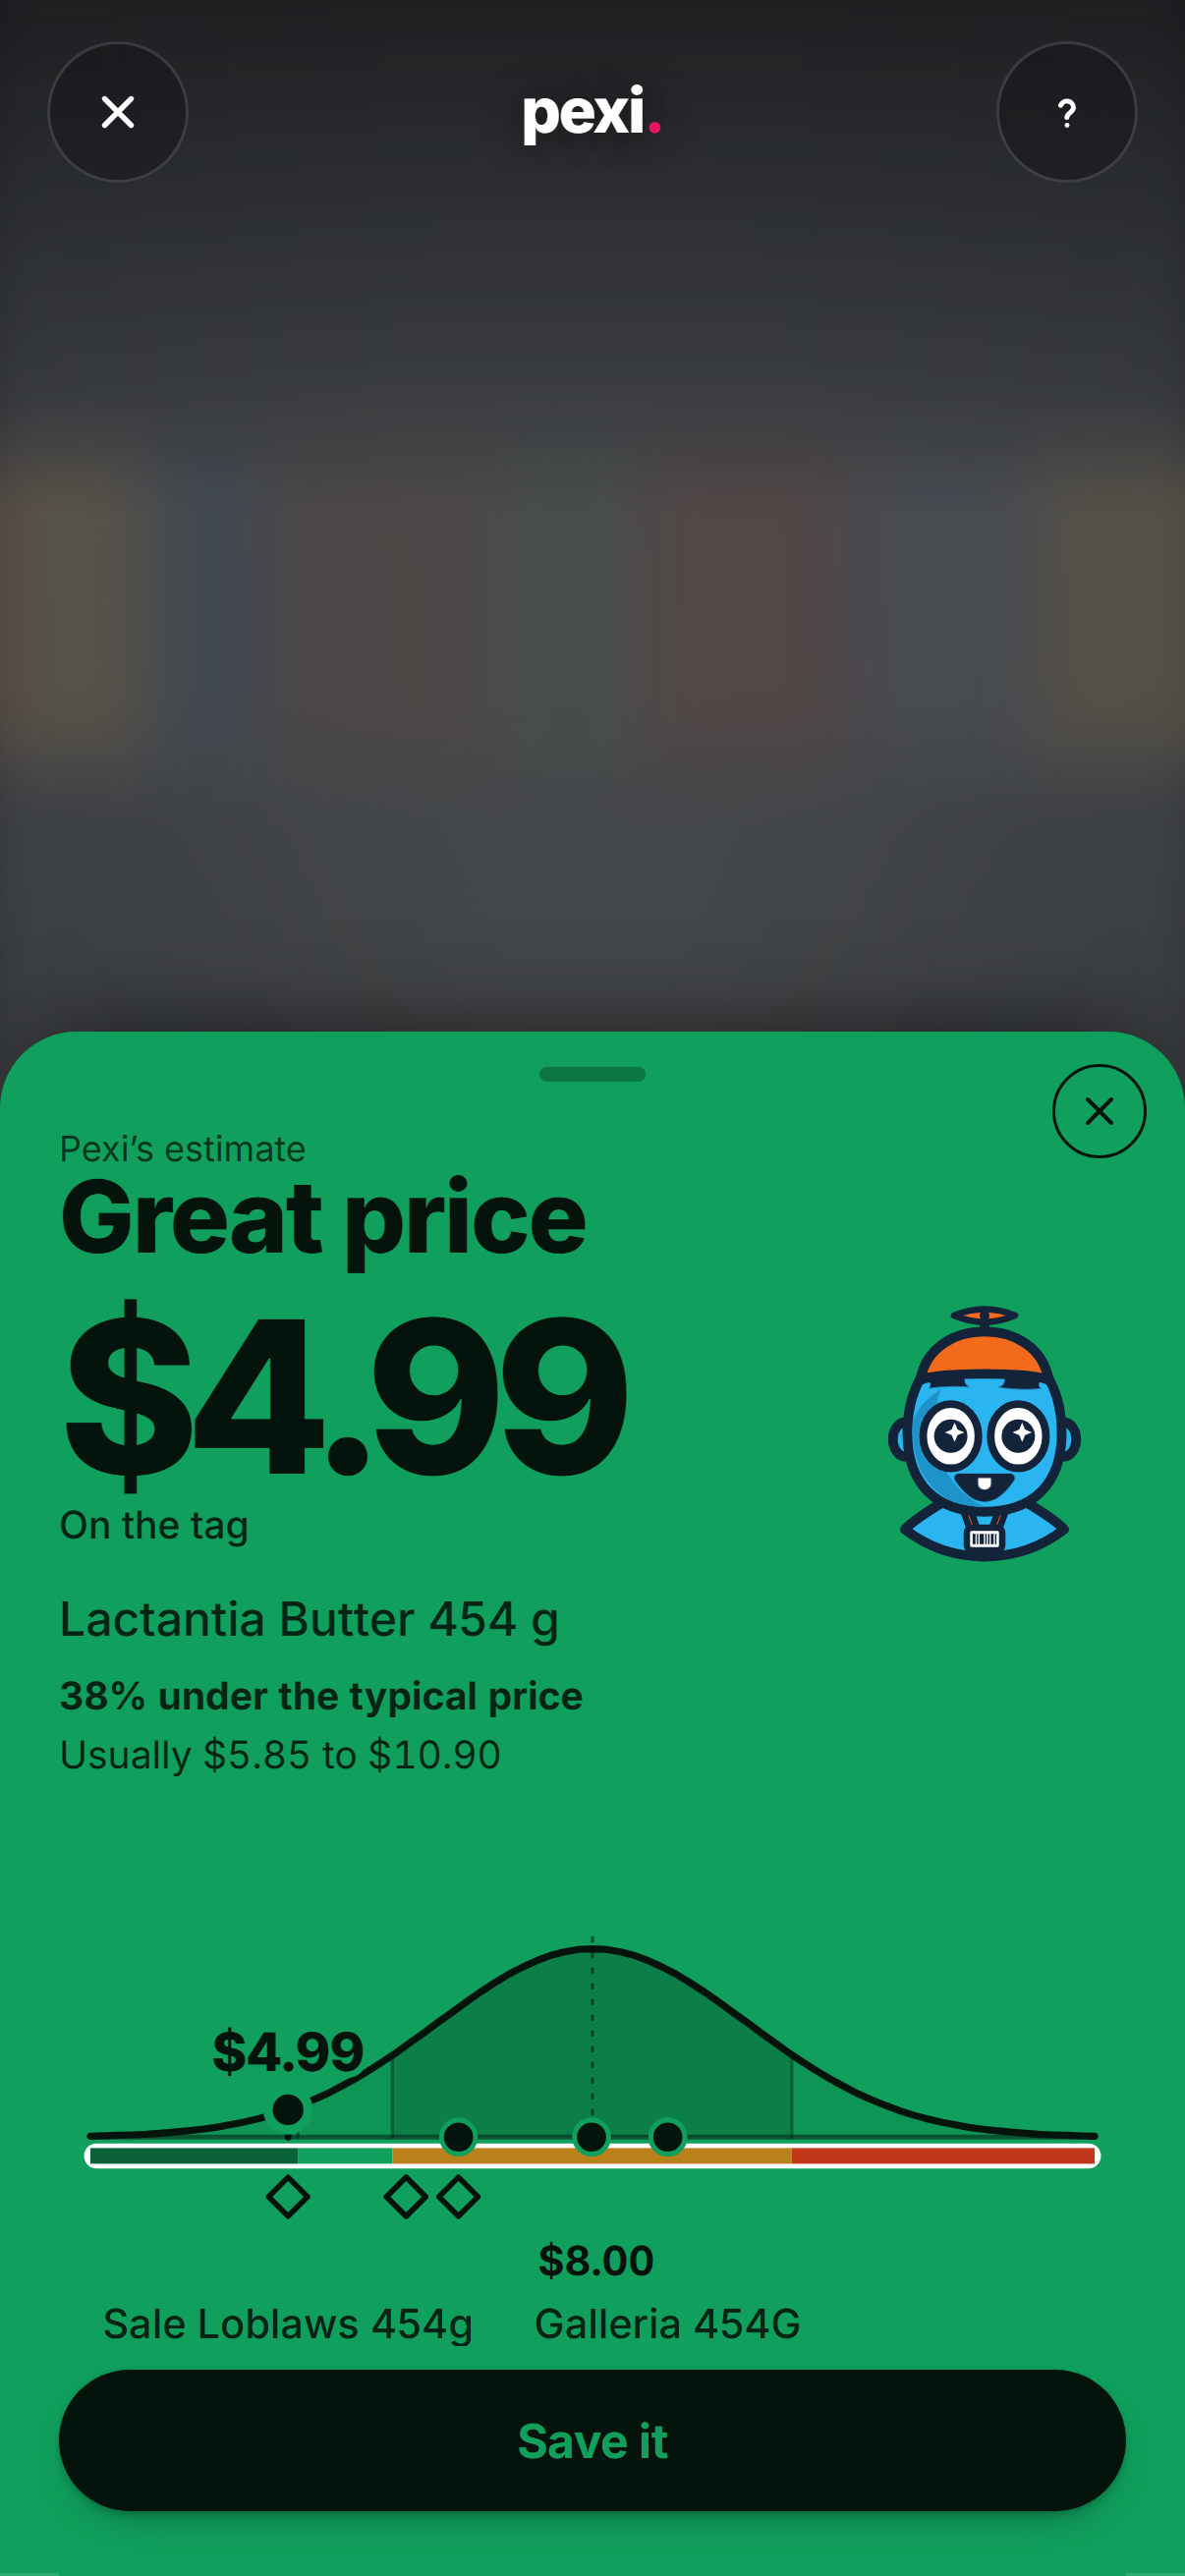 pexi.
?
Pexi’s estimate
Great price
$4.99
On the tag
Lactantia Butter 454 g
38% under the typical price
Usually $5.85 to $10.90
$4.99
$8.00
Sale Loblaws 454g
Galleria 454G
Save it